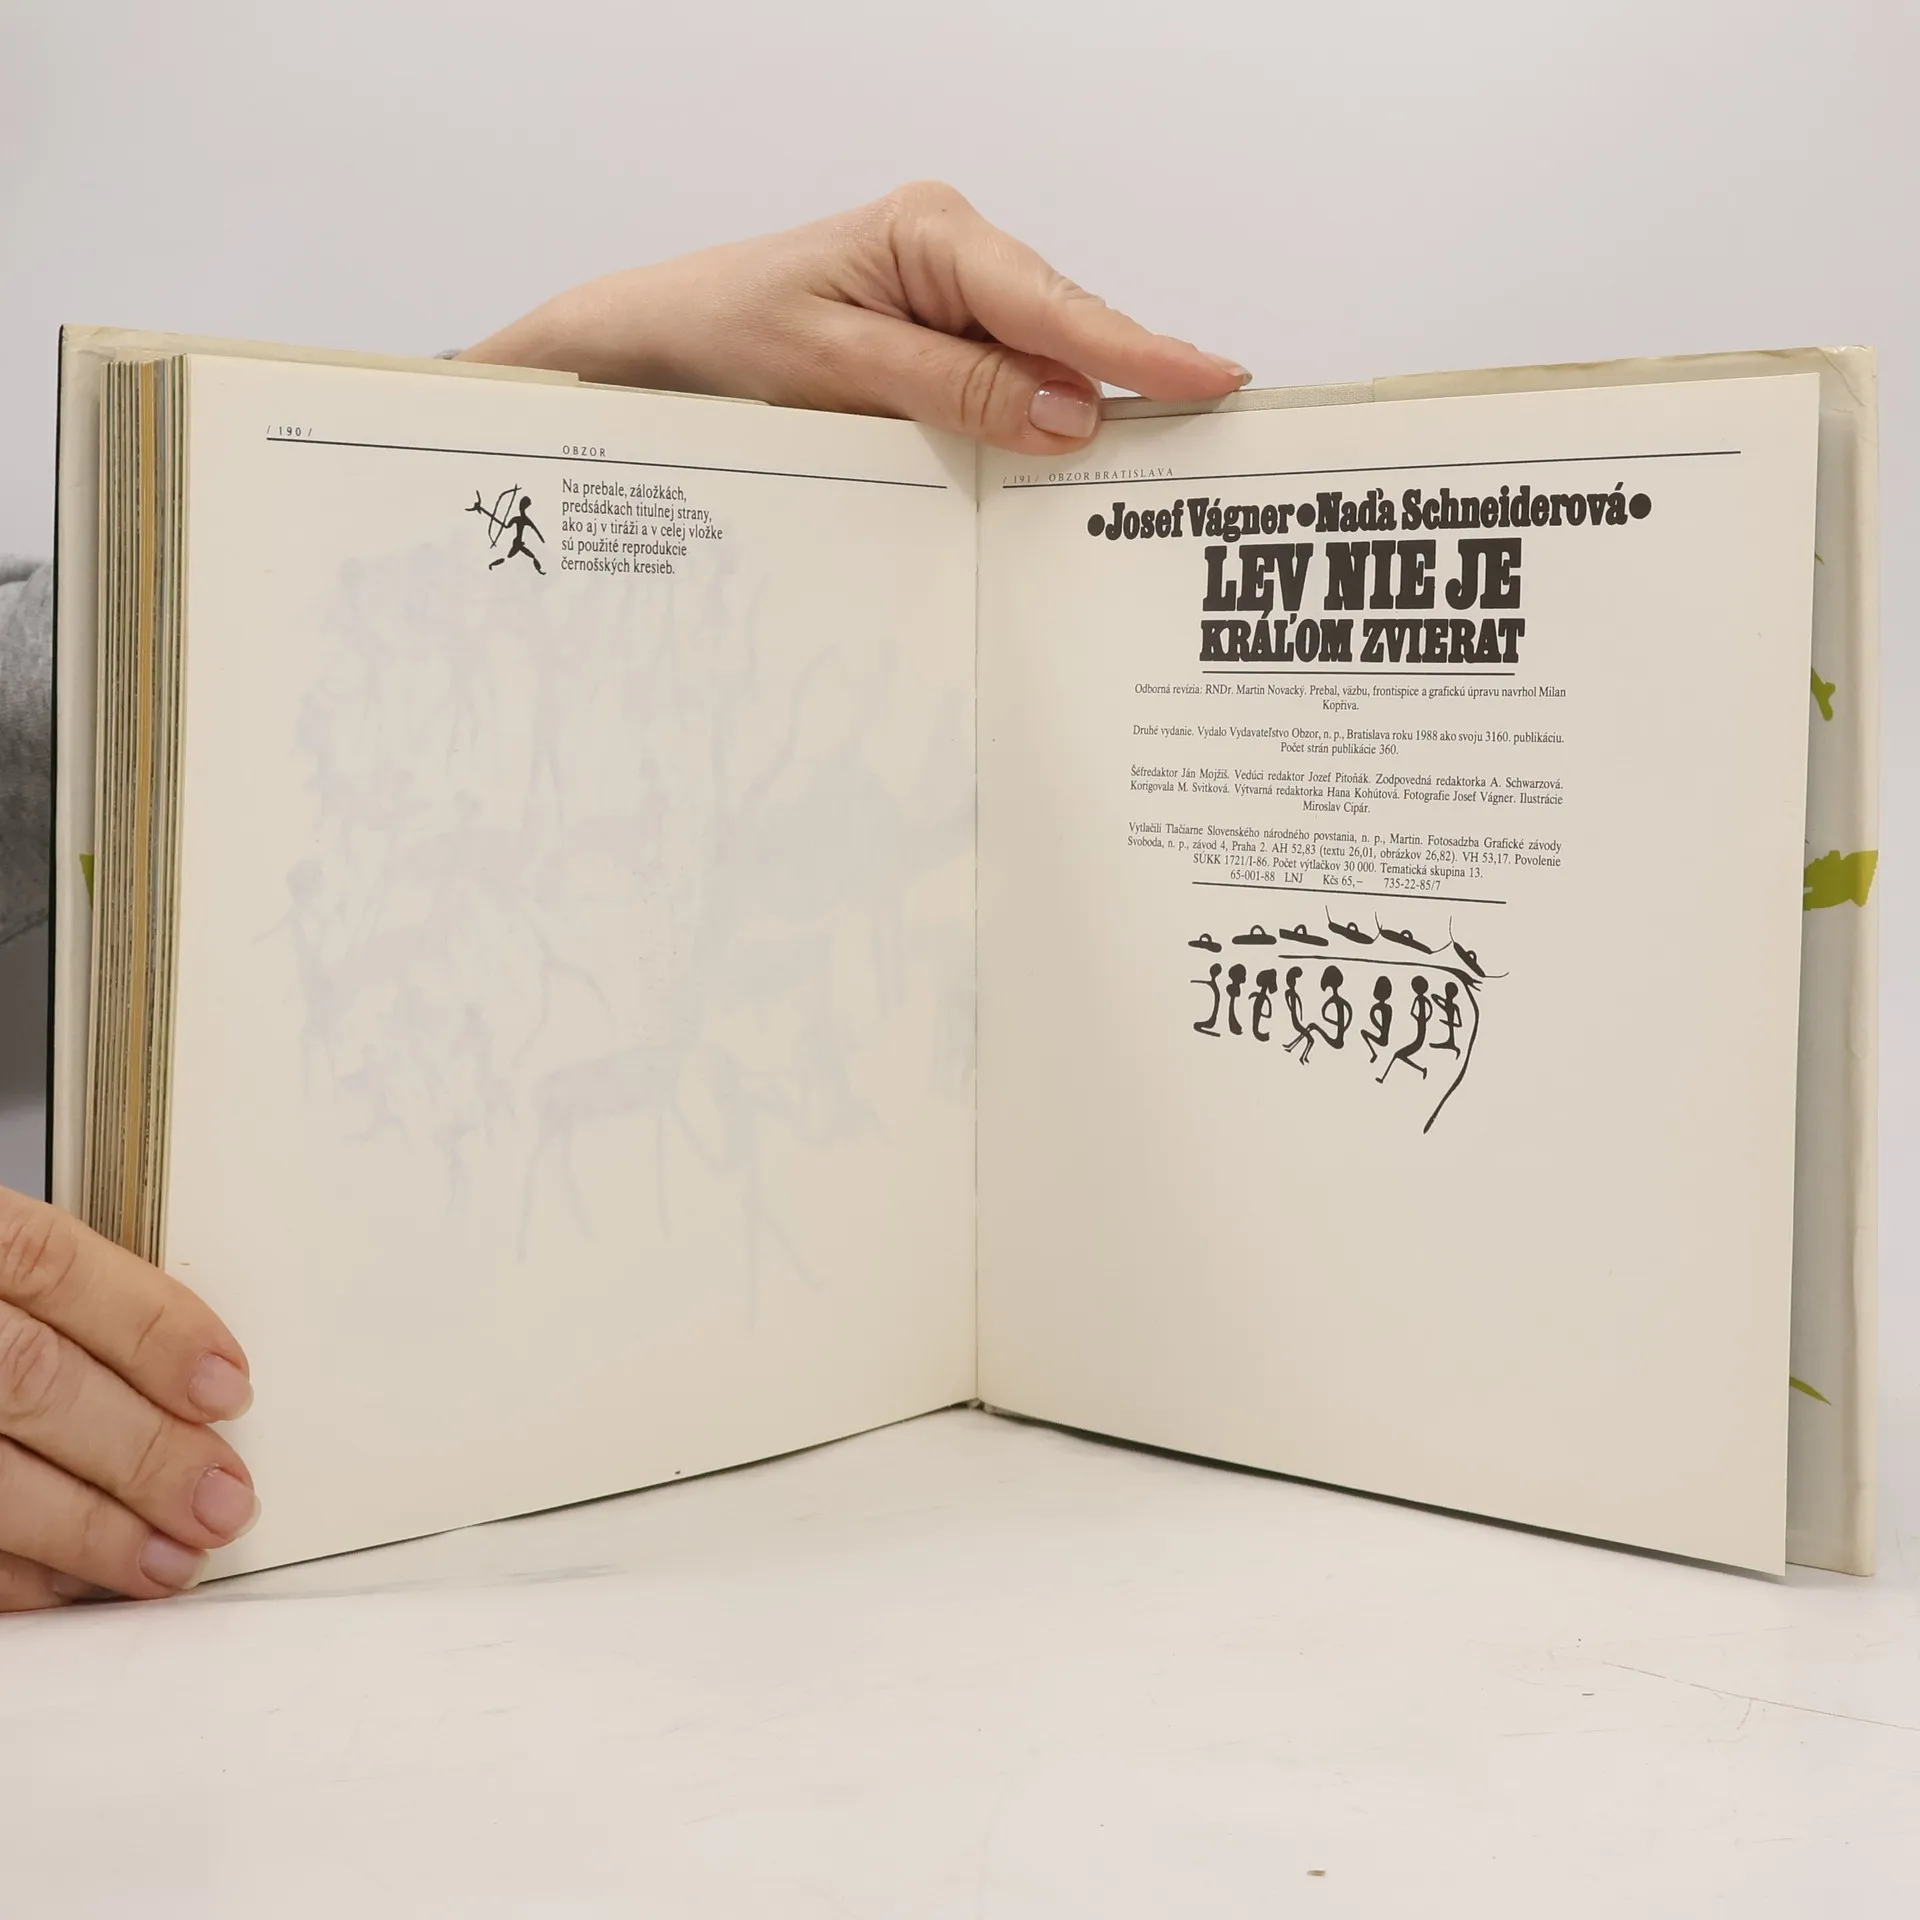 / 190 /
OBZOR
Na prebale, záložkách,
predsádkach titulnej strany,
ako aj v tiráži a v celej vložke
sú použité reprodukcie
černošských kresieb.
/ 191 / OBZOR BRATISLAVA
•Josef Vágner•Naďa Schneiderová•
LEV NIE JE
KRÁĽOM ZVIERAT
Odborná revízia: RNDr. Martin Novacký. Prebal, väzbu, frontispice a grafickú úpravu navrhol Milan
Kopřiva.
Druhé vydanie. Vydalo Vydavateľstvo Obzor, n. p., Bratislava roku 1988 ako svoju 3160. publikáciu.
Počet strán publikácie 360.
Šéfredaktor Ján Mojžiš. Vedúci redaktor Jozef Pitoňák. Zodpovedná redaktorka A. Schwarzová.
Korigovala M. Svitková. Výtvarná redaktorka Hana Kohútová. Fotografie Josef Vágner. Ilustrácie
Miroslav Cipár.
Vytlačili Tlačiarne Slovenského národného povstania, n. p., Martin. Fotosadzba Grafické závody
Svoboda, n. p., závod 4, Praha 2. AH 52,83 (textu 26,01, obrázkov 26,82). VH 53,17. Povolenie
SÚKK 1721/I-86. Počet výtlačkov 30 000. Tematická skupina 13.
65-001-88 LNJ Kčs 65,– 735-22-85/7